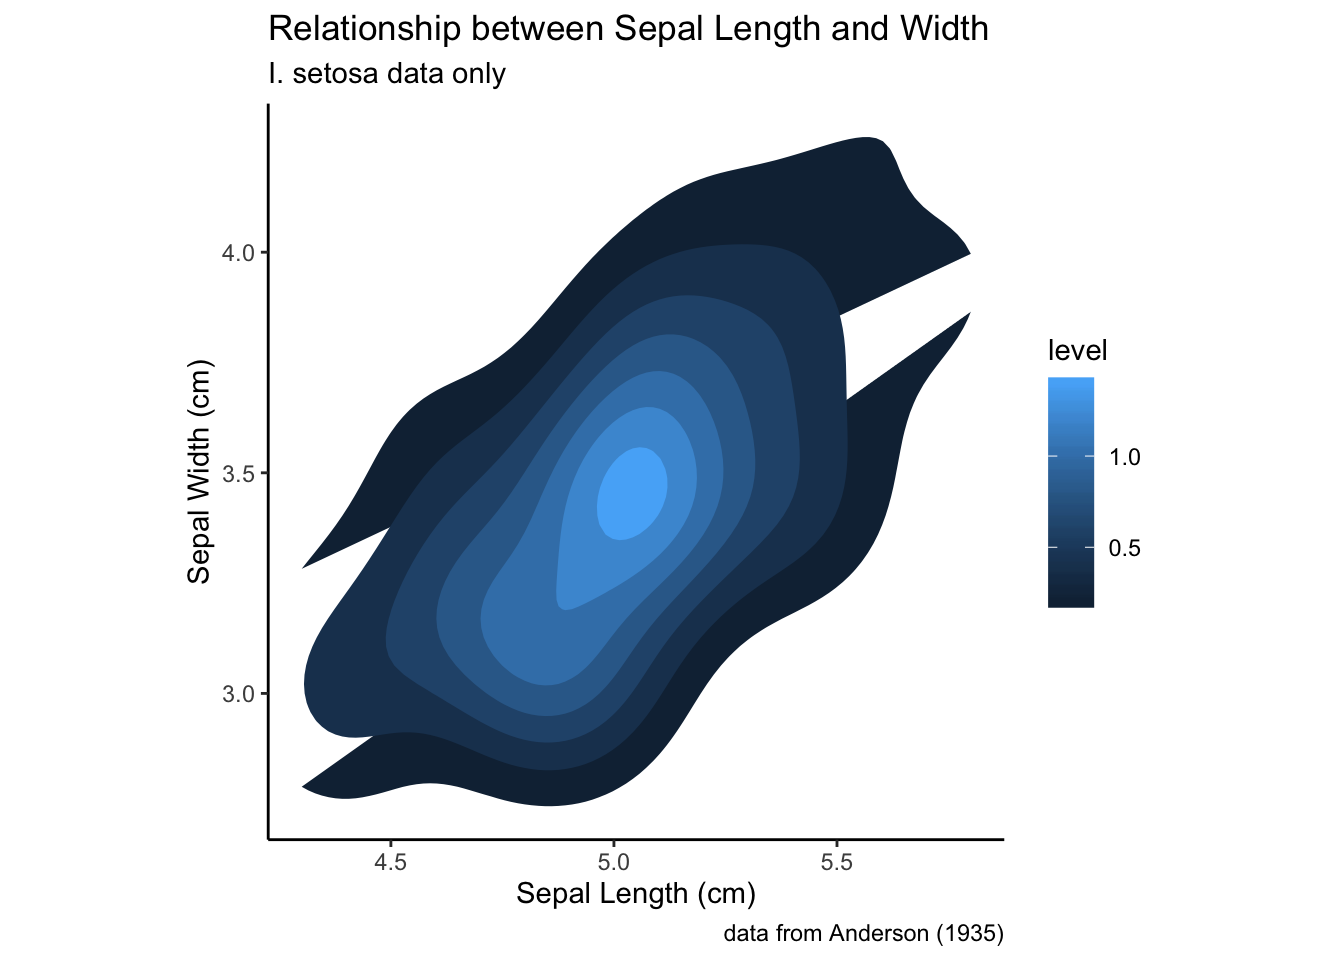 Relationship between Sepal Length and Width
I. setosa data only
Sepal Width (cm)
4.0
3.5
3.0
4.5 5.0 5.5
Sepal Length (cm)
level
1.0
0.5
data from Anderson (1935)